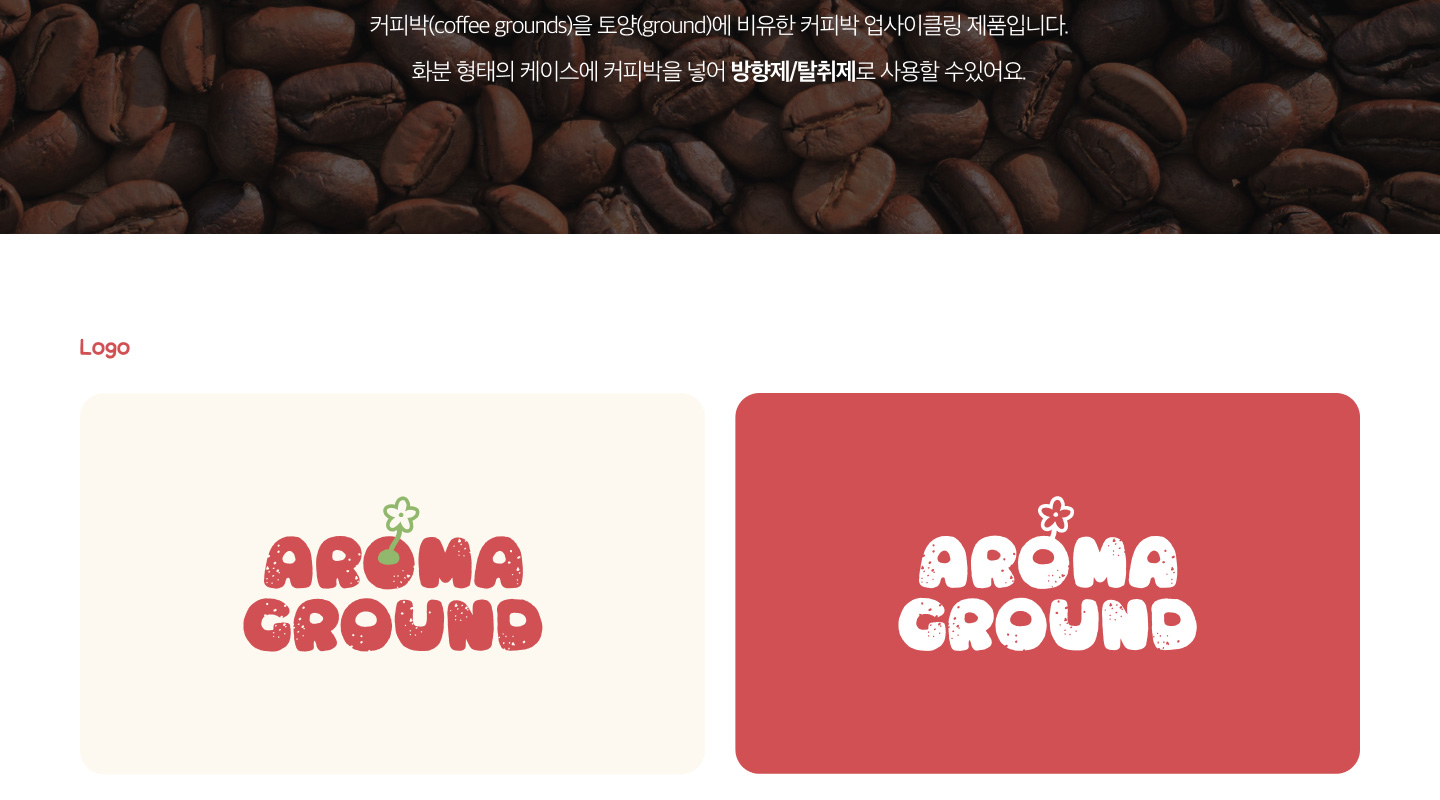 커피박(coffee grounds)을 토양(ground)에 비유한 커피박 업사이클링 제품입니다.
화분 형태의 케이스에 커피박을 넣어 방향제/탈취제로 사용할 수있어요.
Logo
AROMA
GROUND
AROMA
GROUND